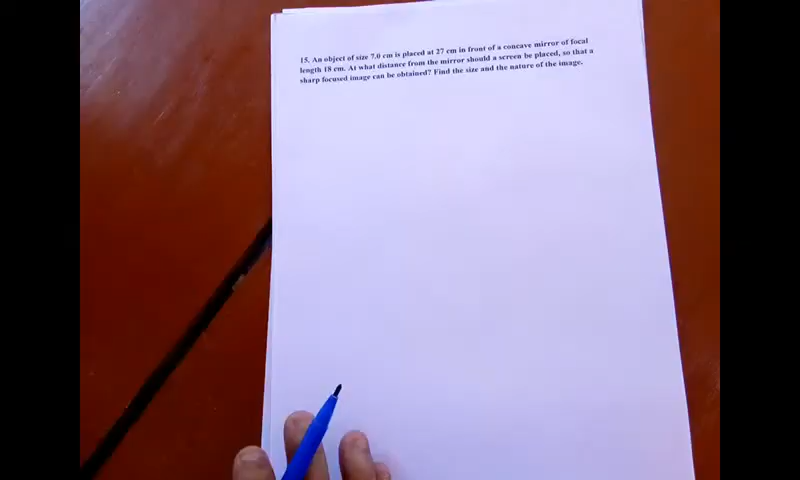 15. An object of size 7.0 cm is placed at 27 cm in front of a concave mirror of focal
length 18 cm. At what distance from the mirror should a screen be placed, so that a
sharp focused image can be obtained? Find the size and the nature of the image.